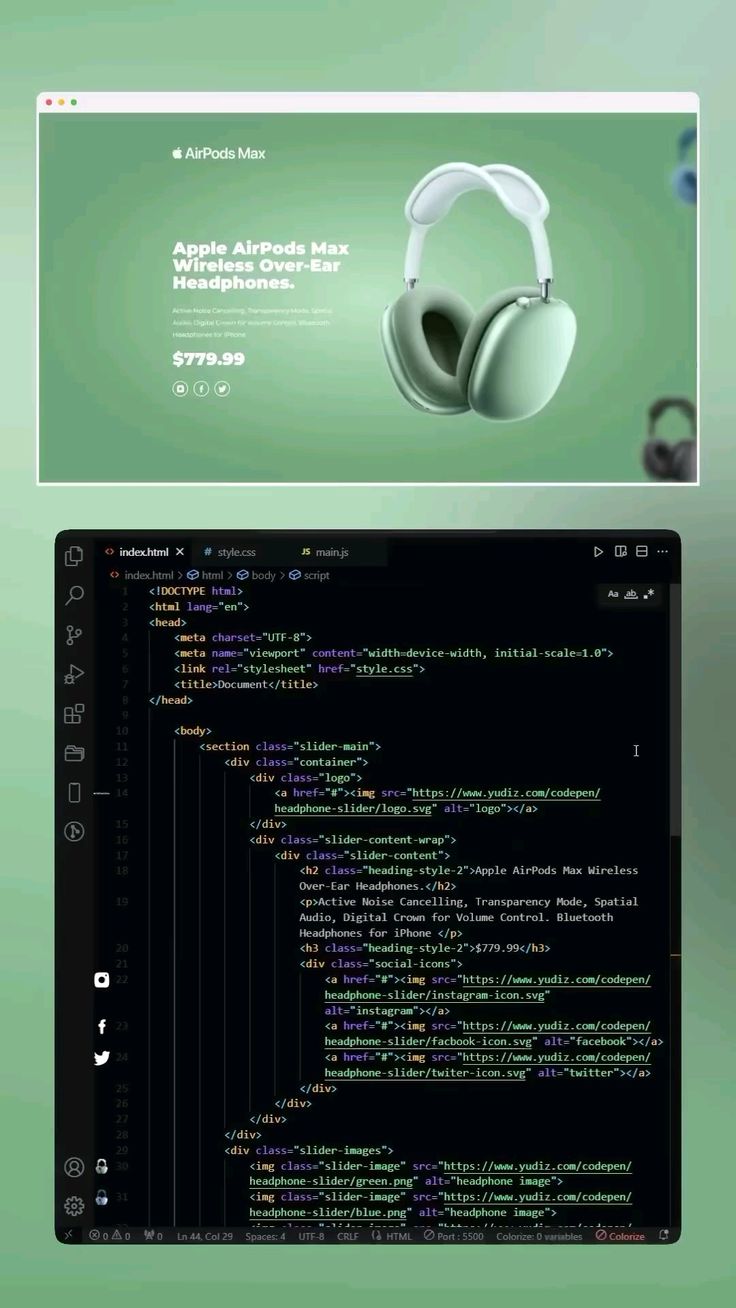 AirPods Max
Apple AirPods Max
Wireless Over-Ear
Headphones.
Active Noise Cancelling, Transparency Mode, Spatial
Audio, Digital Crown for Volume Control. Bluetooth
Headphones for iPhone
$779.99
index.html
# style.css
JS main.js
index.html > html > body > script
Aa ab
1 <!DOCTYPE html>
2 <html lang="en">
3 <head>
4 <meta charset="UTF-8">
5 <meta name="viewport" content="width=device-width, initial-scale=1.0">
6 <link rel="stylesheet" href="style.css">
7 <title>Document</title>
8 </head>
9
10 <body>
11 <section class="slider-main">
12 <div class="container">
13 <div class="logo">
14 <a href="#"><img src="https://www.yudiz.com/codepen/
headphone-slider/logo.svg" alt="logo"></a>
15 </div>
16 <div class="slider-content-wrap">
17 <div class="slider-content">
18 <h2 class="heading-style-2">Apple AirPods Max Wireless
Over-Ear Headphones.</h2>
19 <p>Active Noise Cancelling, Transparency Mode, Spatial
Audio, Digital Crown for Volume Control. Bluetooth
Headphones for iPhone </p>
20 <h3 class="heading-style-2">$779.99</h3>
21 <div class="social-icons">
22 <a href="#"><img src="https://www.yudiz.com/codepen/
headphone-slider/instagram-icon.svg"
alt="instagram"></a>
23 <a href="#"><img src="https://www.yudiz.com/codepen/
headphone-slider/facbook-icon.svg" alt="facebook"></a>
24 <a href="#"><img src="https://www.yudiz.com/codepen/
headphone-slider/twiter-icon.svg" alt="twitter"></a>
25 </div>
26 </div>
27 </div>
28 </div>
29 <div class="slider-images">
30 <img class="slider-image" src="https://www.yudiz.com/codepen/
headphone-slider/green.png" alt="headphone image">
31 <img class="slider-image" src="https://www.yudiz.com/codepen/
headphone-slider/blue.png" alt="headphone image">
0 0 0 Ln 44, Col 29 Spaces: 4 UTF-8 CRLF HTML Port : 5500 Colorize: 0 variables Colorize